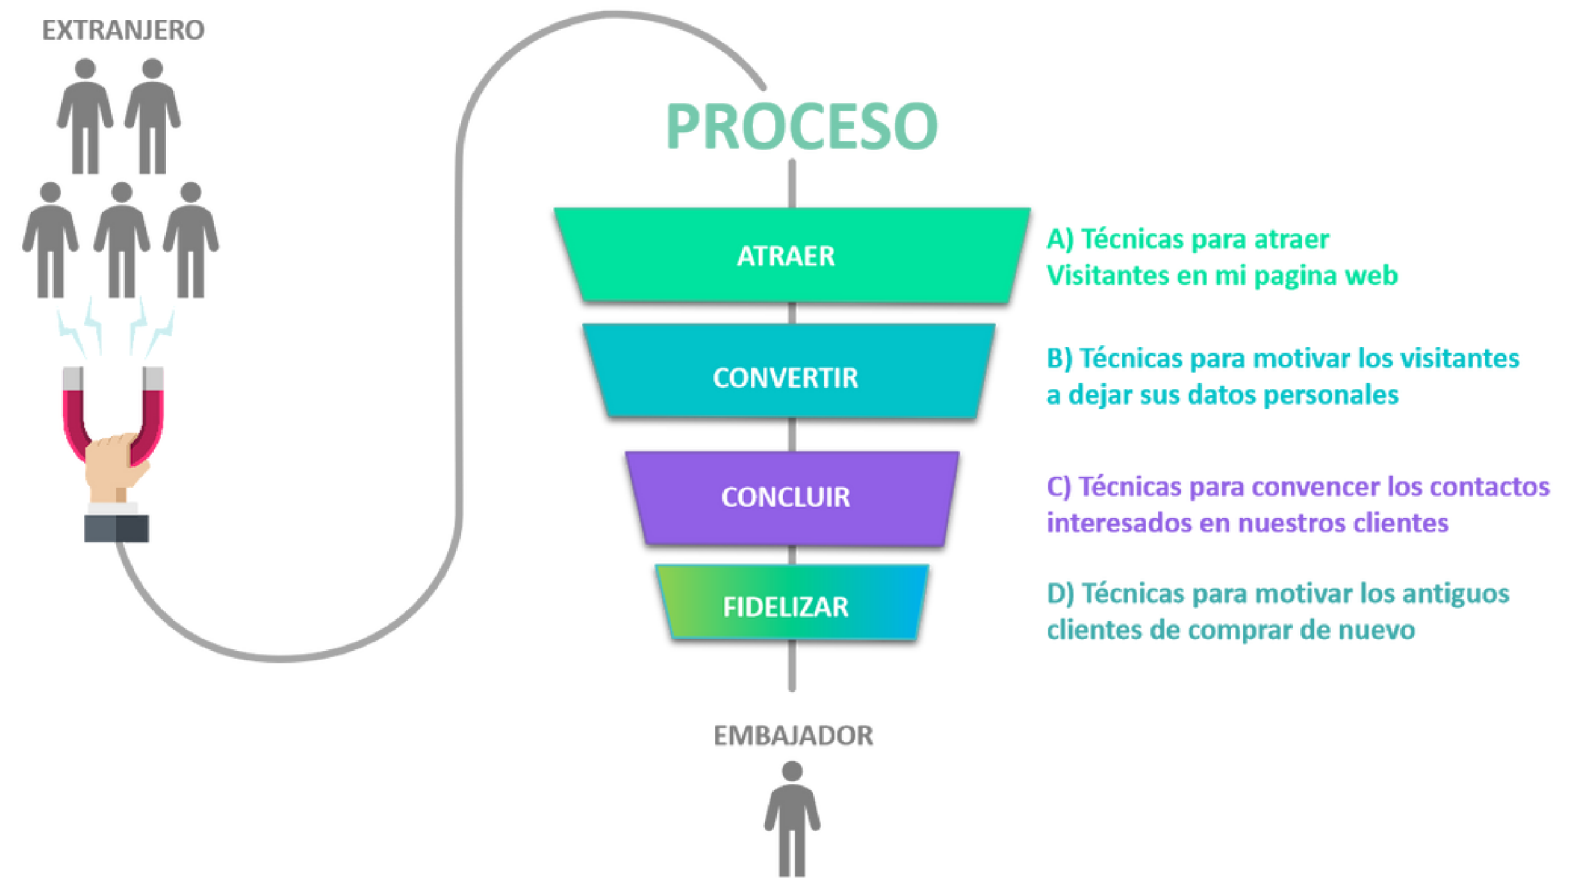 EXTRANJERO
PROCESO
ATRAER
A) Técnicas para atraer
Visitantes en mi pagina web
CONVERTIR
B) Técnicas para motivar los visitantes
a dejar sus datos personales
CONCLUIR
C) Técnicas para convencer los contactos
interesados en nuestros clientes
FIDELIZAR
D) Técnicas para motivar los antiguos
clientes de comprar de nuevo
EMBAJADOR